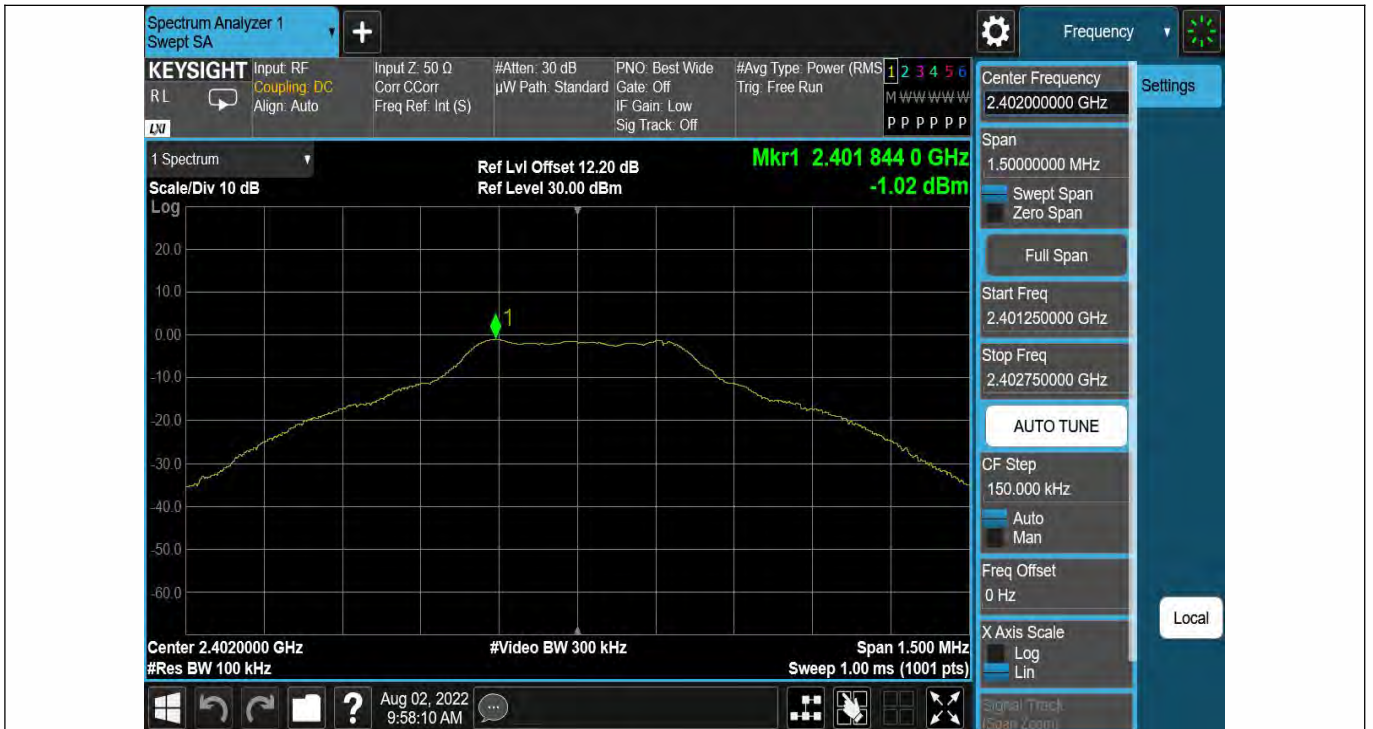 Spectrum Analyzer 1
Swept SA
+
Frequency
KEYSIGHT
R L
LXI
Input: RF
Coupling: DC
Align: Auto
Input Z: 50 Ω
Corr CCorr
Freq Ref: Int (S)
#Atten: 30 dB
µW Path: Standard
PNO: Best Wide
Gate: Off
IF Gain: Low
Sig Track: Off
#Avg Type: Power (RMS
Trig: Free Run
1 2 3 4 5 6
M W W W W W
P P P P P P
1 Spectrum
Scale/Div 10 dB
Ref Lvl Offset 12.20 dB
Ref Level 30.00 dBm
Mkr1 2.401 844 0 GHz
-1.02 dBm
Log
20.0
10.0
0.00
-10.0
-20.0
-30.0
-40.0
-50.0
-60.0
1
Center 2.4020000 GHz
#Res BW 100 kHz
#Video BW 300 kHz
Span 1.500 MHz
Sweep 1.00 ms (1001 pts)
Center Frequency
2.402000000 GHz
Settings
Span
1.50000000 MHz
Swept Span
Zero Span
Full Span
Start Freq
2.401250000 GHz
Stop Freq
2.402750000 GHz
AUTO TUNE
CF Step
150.000 kHz
Auto
Man
Freq Offset
0 Hz
X Axis Scale
Log
Lin
Signal Track
(Span Zoom)
Local
?
Aug 02, 2022
9:58:10 AM